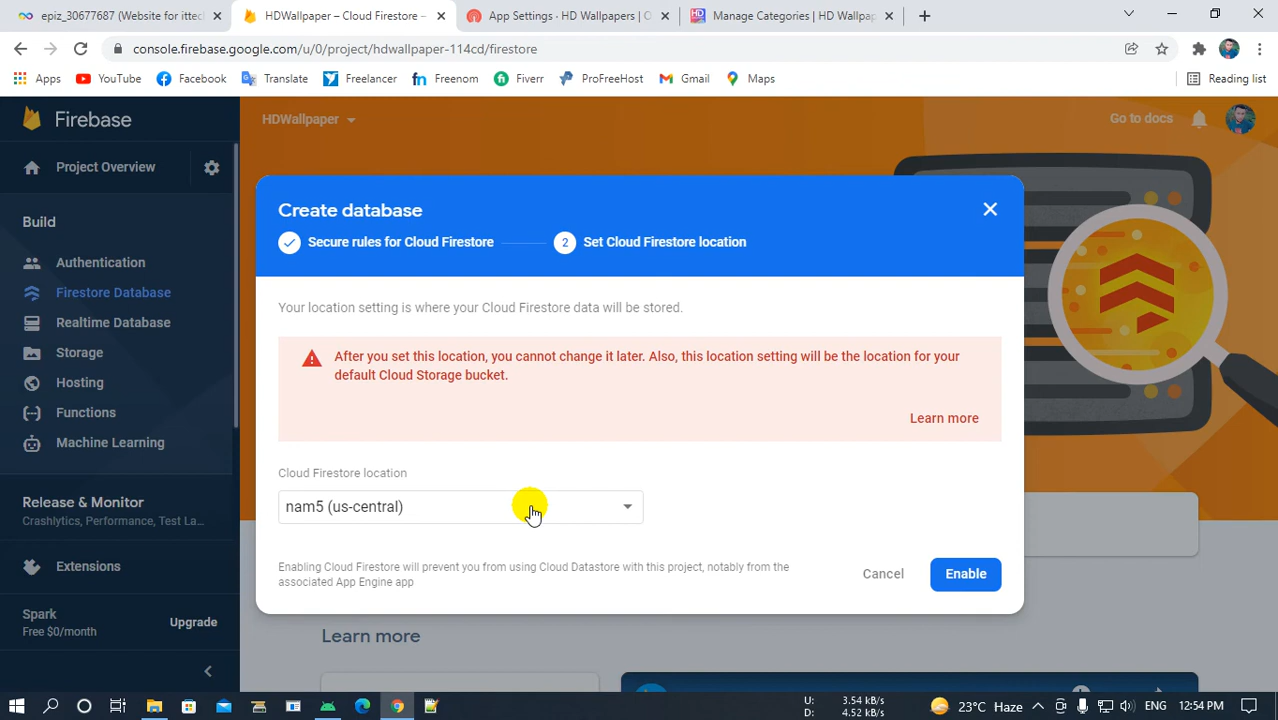 epiz_30677687 (Website for ittech
HDWallpaper – Cloud Firestore –
App Settings · HD Wallpapers | O
Manage Categories | HD Wallpap
console.firebase.google.com/u/0/project/hdwallpaper-114cd/firestore
Apps YouTube Facebook Translate Freelancer Freenom Fiverr ProFreeHost Gmail Maps Reading list
Firebase
HDWallpaper
Go to docs
Project Overview
Build
Authentication
Firestore Database
Realtime Database
Storage
Hosting
Functions
Machine Learning
Release & Monitor
Crashlytics, Performance, Test La...
Extensions
Spark
Free $0/month
Upgrade
Create database
Secure rules for Cloud Firestore
2 Set Cloud Firestore location
Your location setting is where your Cloud Firestore data will be stored.
After you set this location, you cannot change it later. Also, this location setting will be the location for your
default Cloud Storage bucket.
Learn more
Cloud Firestore location
nam5 (us-central)
Enabling Cloud Firestore will prevent you from using Cloud Datastore with this project, notably from the
associated App Engine app
Cancel
Enable
Learn more
U: 3.54 kB/s
D: 4.52 kB/s
23°C Haze
ENG
12:54 PM